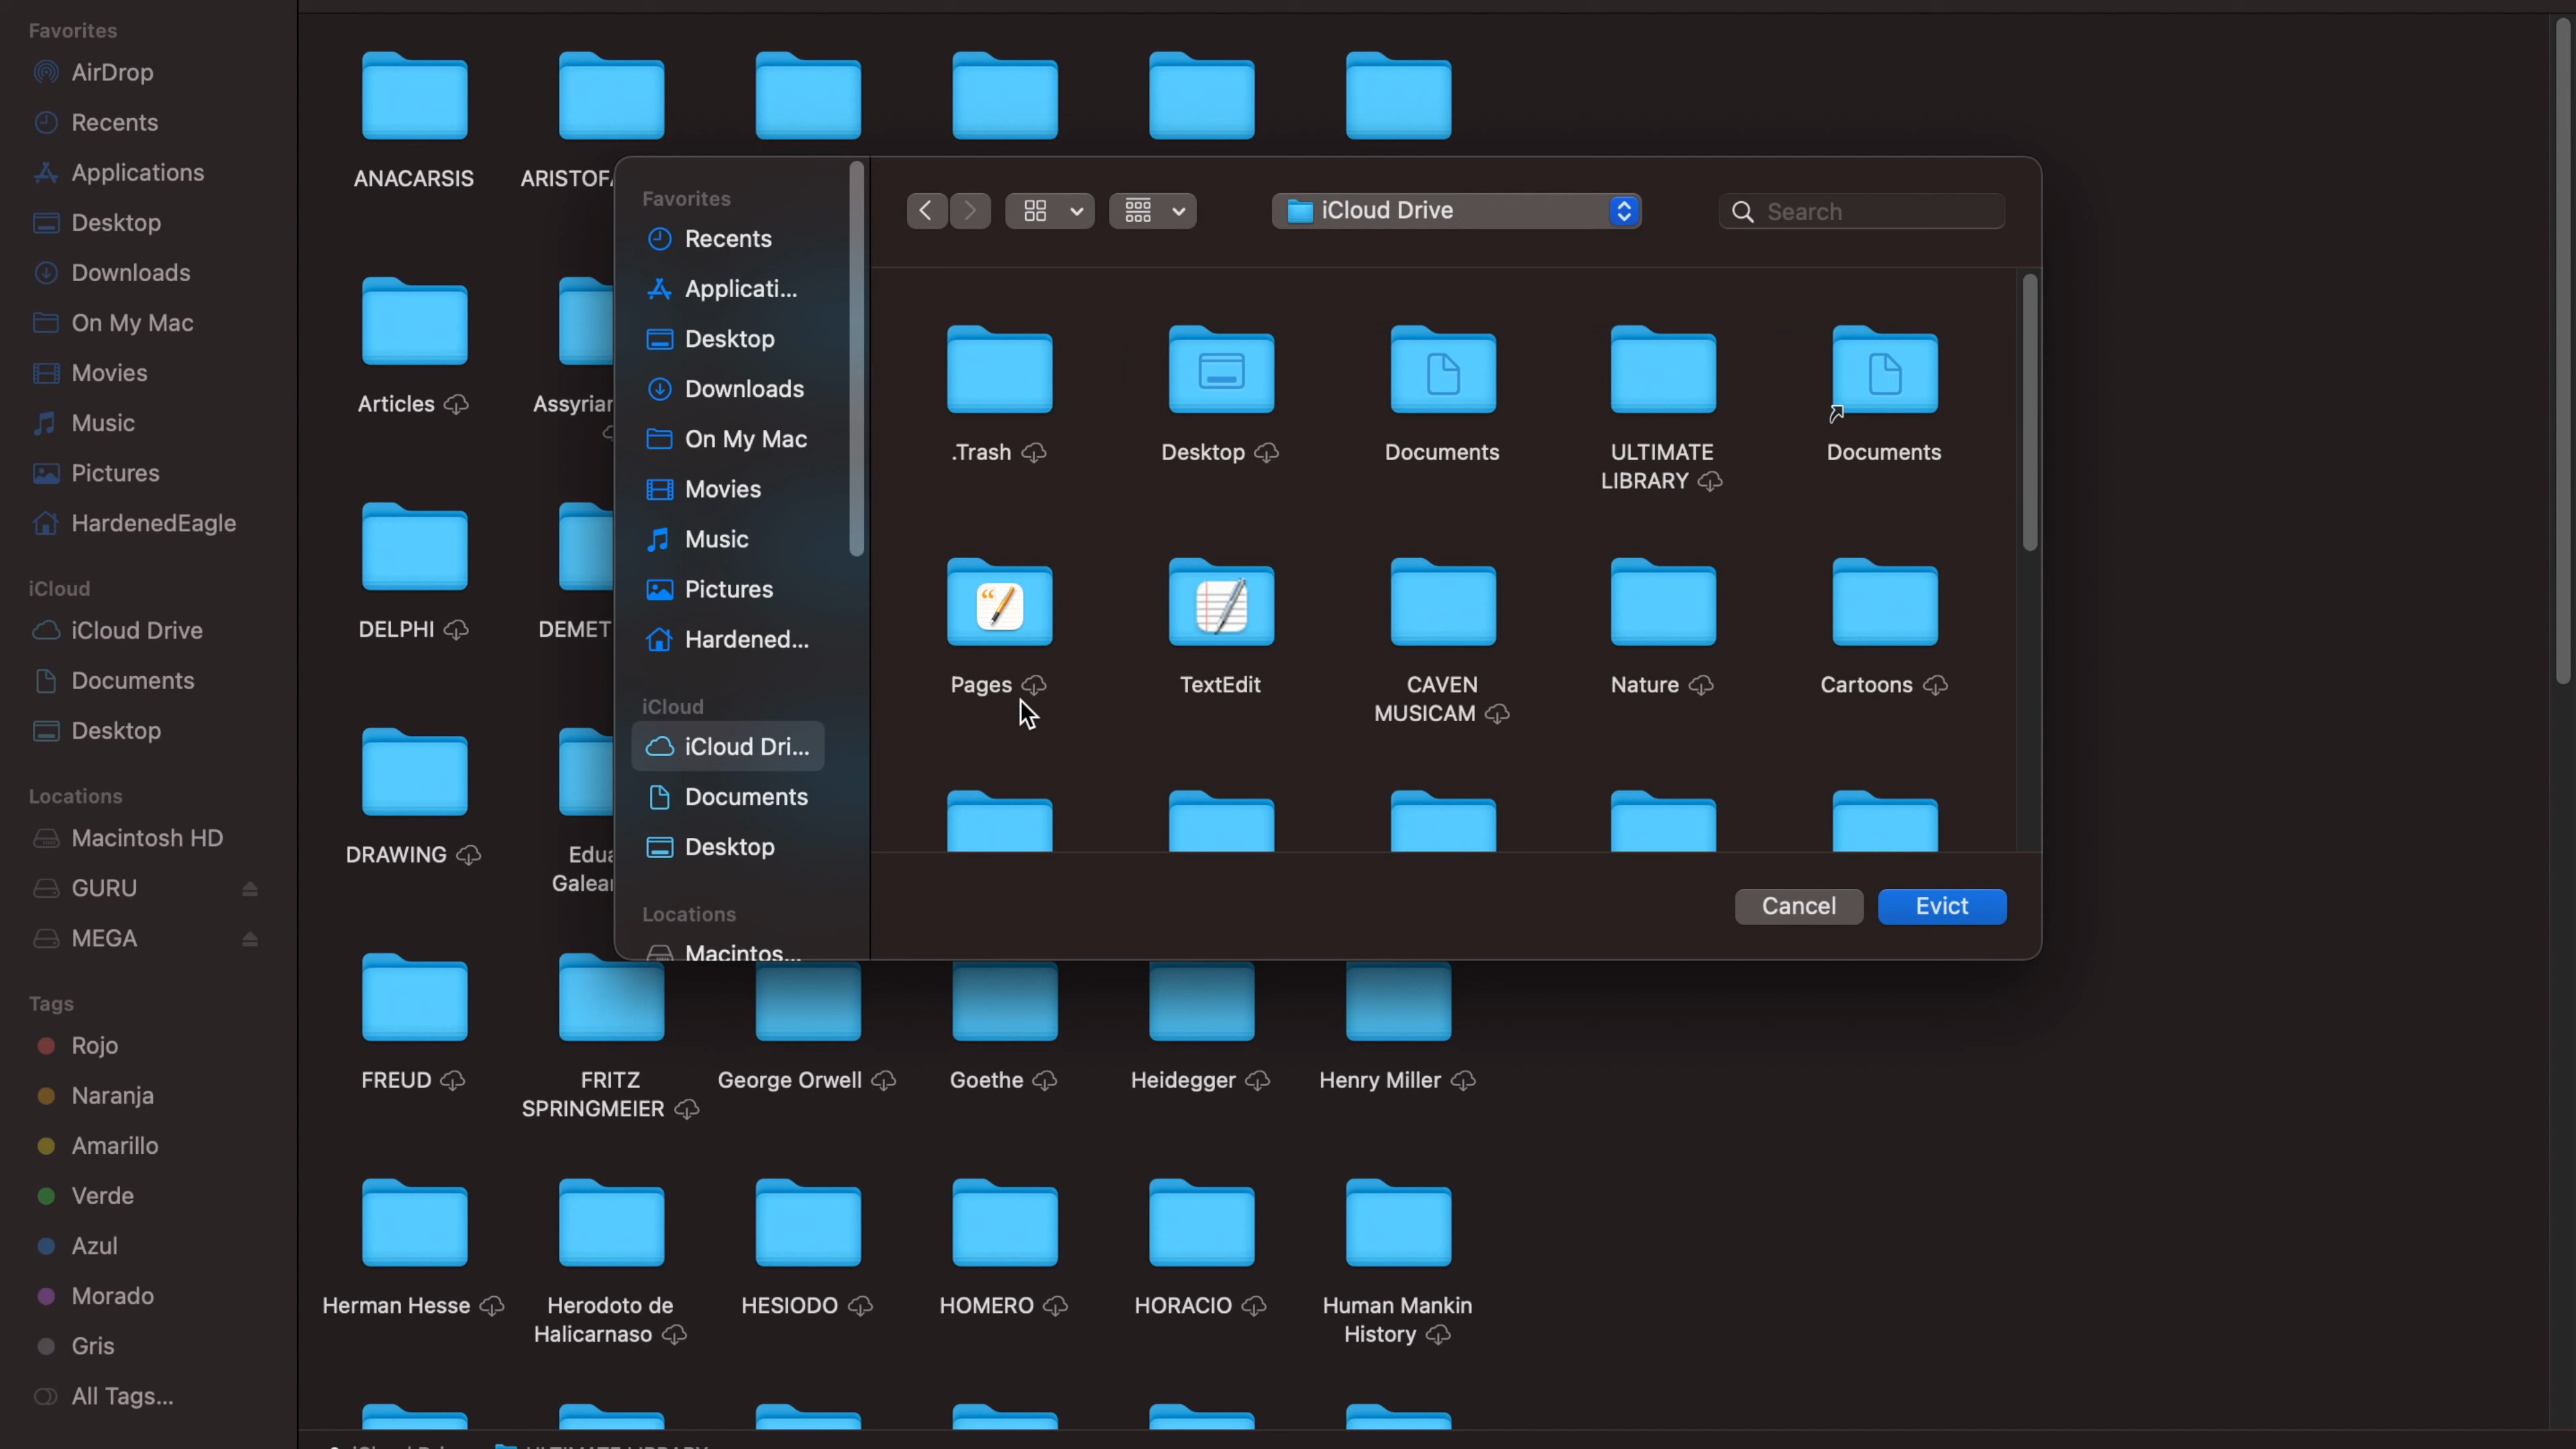 Favorites
AirDrop
Recents
Applications
Desktop
Downloads
On My Mac
Movies
Music
Pictures
HardenedEagle
iCloud
iCloud Drive
Documents
Desktop
Locations
Macintosh HD
GURU
MEGA
Tags
Rojo
Naranja
Amarillo
Verde
Azul
Morado
Gris
All Tags...
ANACARSIS
Articles
DELPHI
DRAWING
FREUD
FRITZ
SPRINGMEIER
George Orwell
Goethe
Heidegger
Henry Miller
Herman Hesse
Herodoto de
Halicarnaso
HESIODO
HOMERO
HORACIO
Human Mankin
History
Favorites
Recents
Applicati...
Desktop
Downloads
On My Mac
Movies
Music
Pictures
Hardened...
iCloud
iCloud Dri...
Documents
Desktop
Locations
Macintos...
iCloud Drive
Search
.Trash
Desktop
Documents
ULTIMATE
LIBRARY
Documents
Pages
TextEdit
CAVEN
MUSICAM
Nature
Cartoons
Cancel
Evict